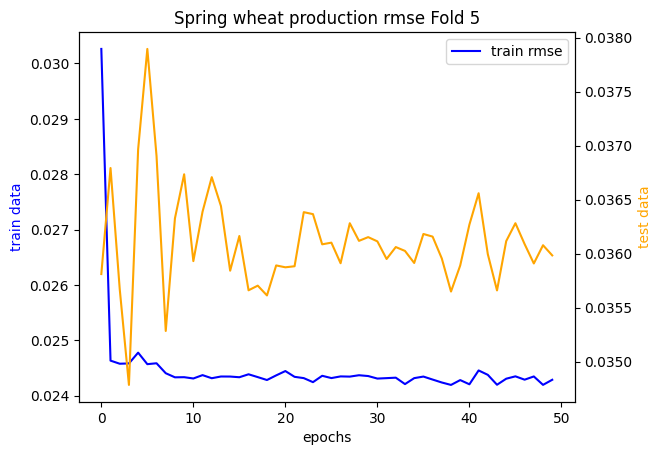 Spring wheat production rmse Fold 5
train rmse
0.030
0.029
0.028
0.027
0.026
0.025
0.024
train data
0.0380
0.0375
0.0370
0.0365
0.0360
0.0355
0.0350
test data
0 10 20 30 40 50
epochs